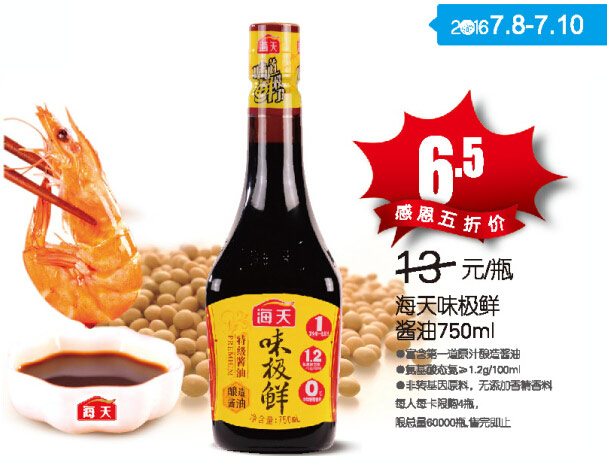 2016 7.8-7.10
6.5
感恩五折价
13 元/瓶
海天味极鲜
酱油750ml
●富含第一道原汁酿造酱油
●氨基酸态氮≥1.2g/100ml
●非转基因原料，无添加香精香料
每人每卡限购4瓶，
限总量60000瓶,售完即止
海天
海天
特级酱油
PREMIUM
味极鲜
1
1.2
0
酿造
酱油
净含量:750mL
海天